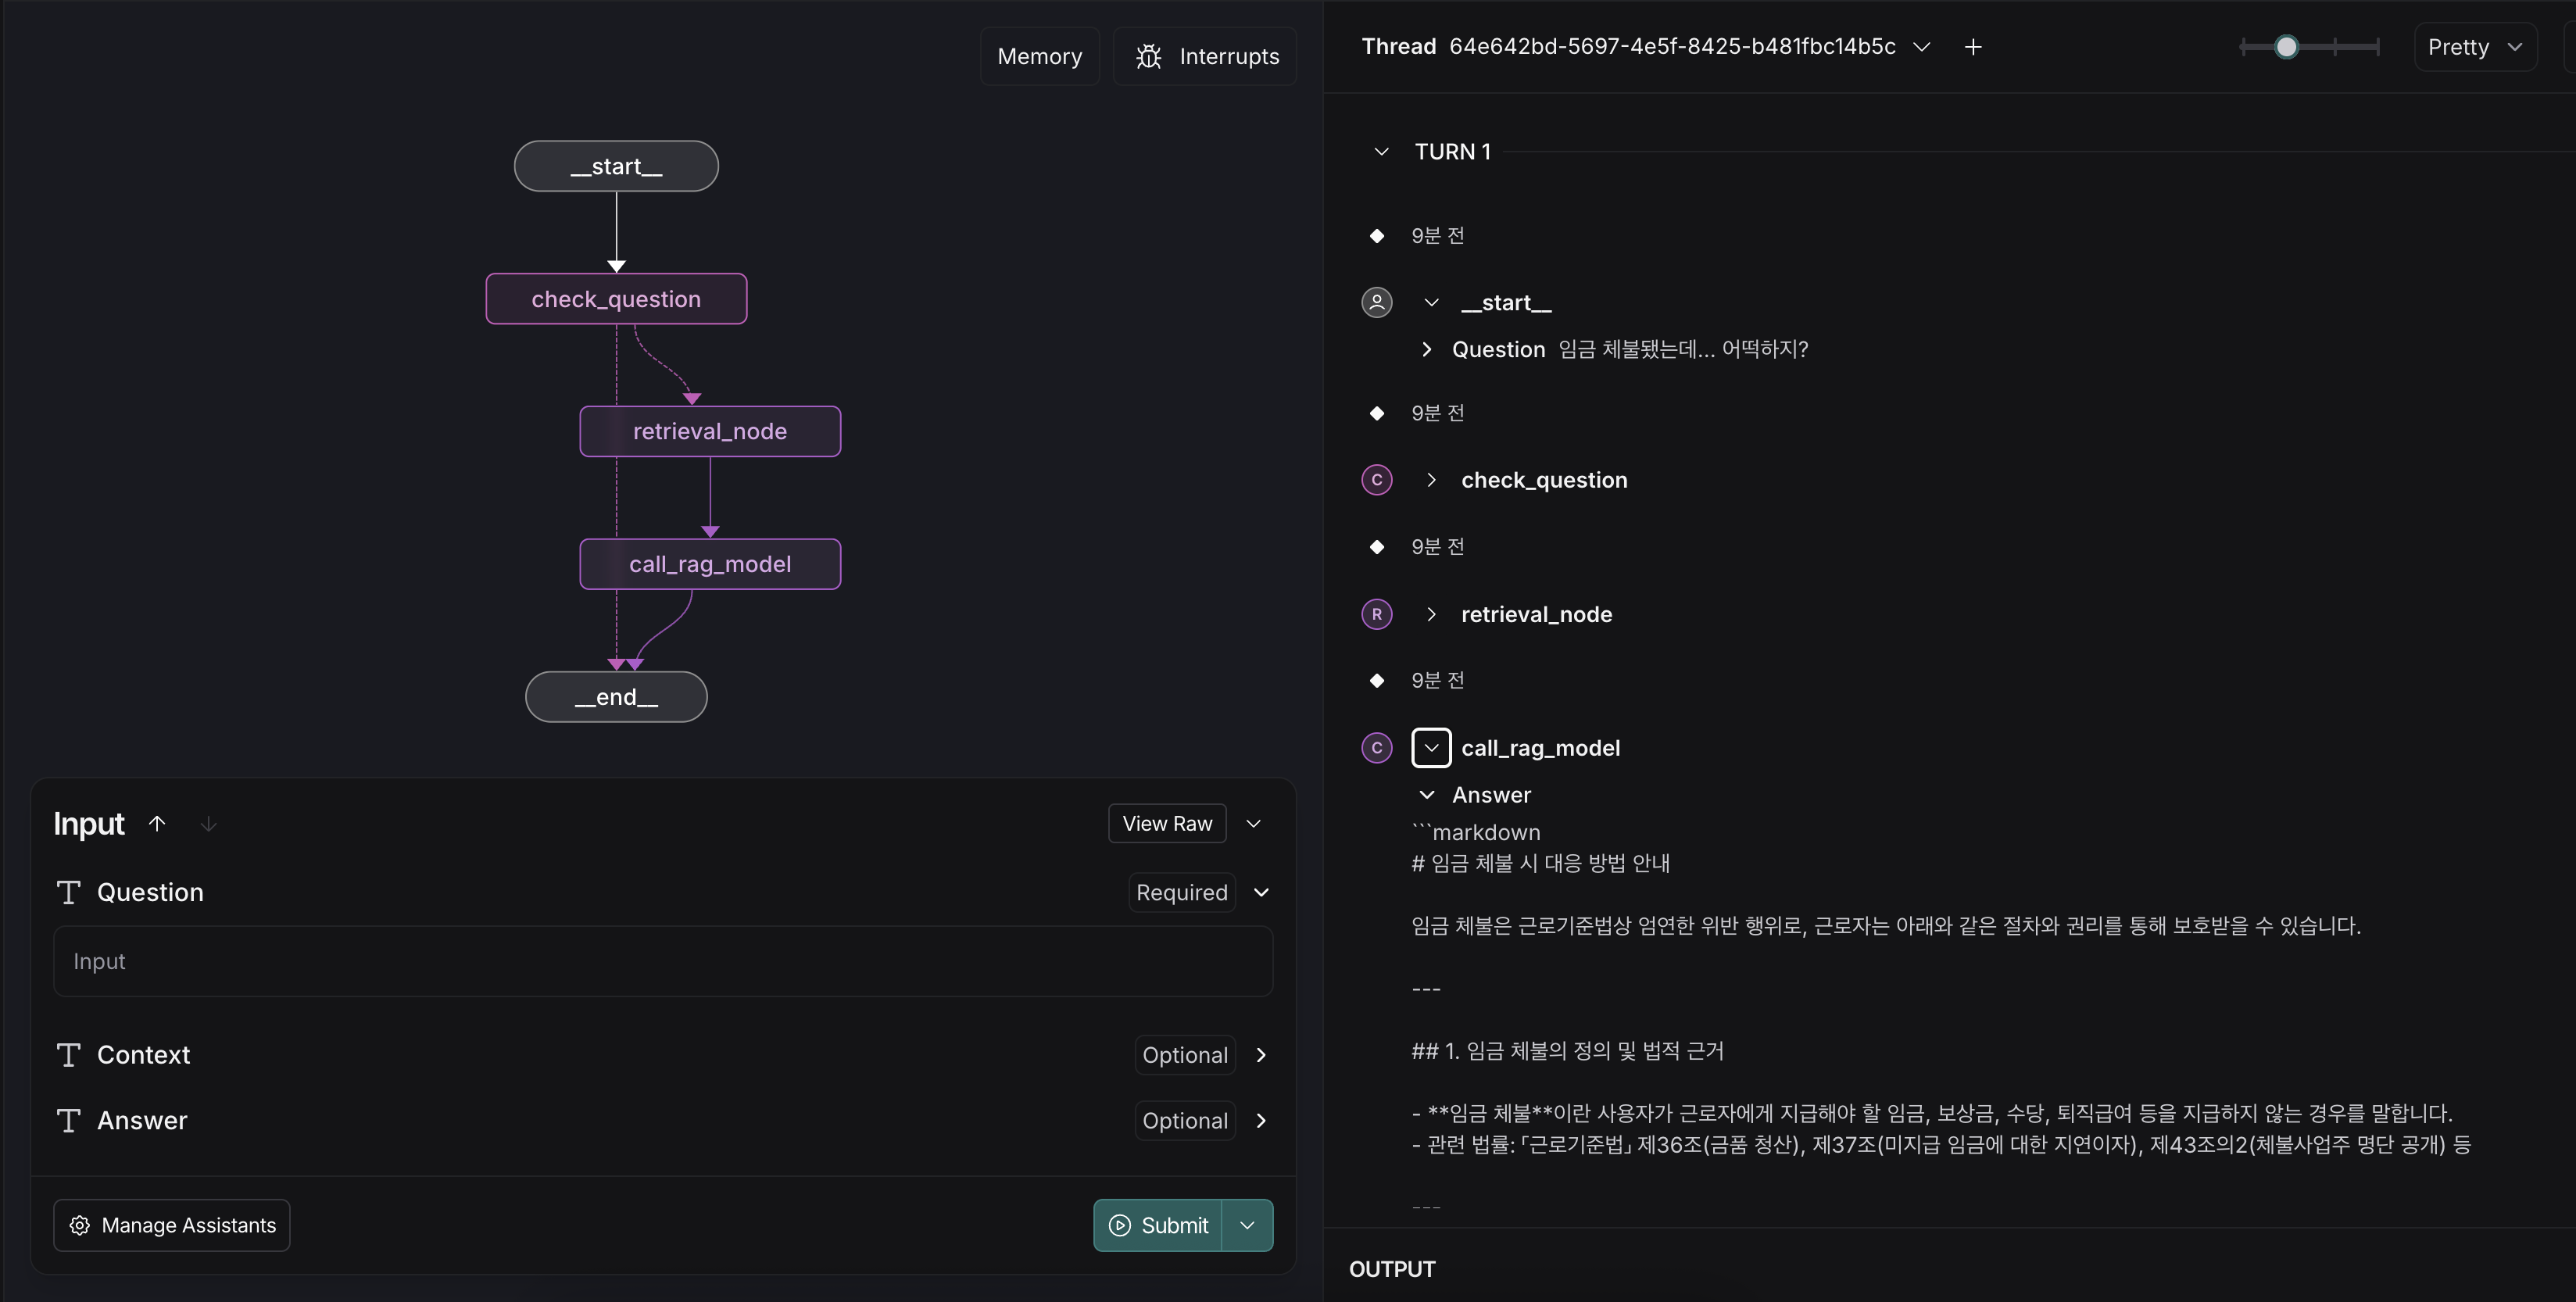 Memory
Interrupts
__start__
check_question
retrieval_node
call_rag_model
__end__
Input
View Raw
Question
Required
Input
Context
Optional
Answer
Optional
Manage Assistants
Submit
Thread 64e642bd-5697-4e5f-8425-b481fbc14b5c
Pretty
TURN 1
9분 전
__start__
Question 임금 체불됐는데... 어떡하지?
9분 전
C check_question
9분 전
R retrieval_node
9분 전
C call_rag_model
Answer
```markdown
# 임금 체불 시 대응 방법 안내
임금 체불은 근로기준법상 엄연한 위반 행위로, 근로자는 아래와 같은 절차와 권리를 통해 보호받을 수 있습니다.
---
## 1. 임금 체불의 정의 및 법적 근거
- **임금 체불**이란 사용자가 근로자에게 지급해야 할 임금, 보상금, 수당, 퇴직급여 등을 지급하지 않는 경우를 말합니다.
- 관련 법률: 「근로기준법」 제36조(금품 청산), 제37조(미지급 임금에 대한 지연이자), 제43조의2(체불사업주 명단 공개) 등
---
OUTPUT